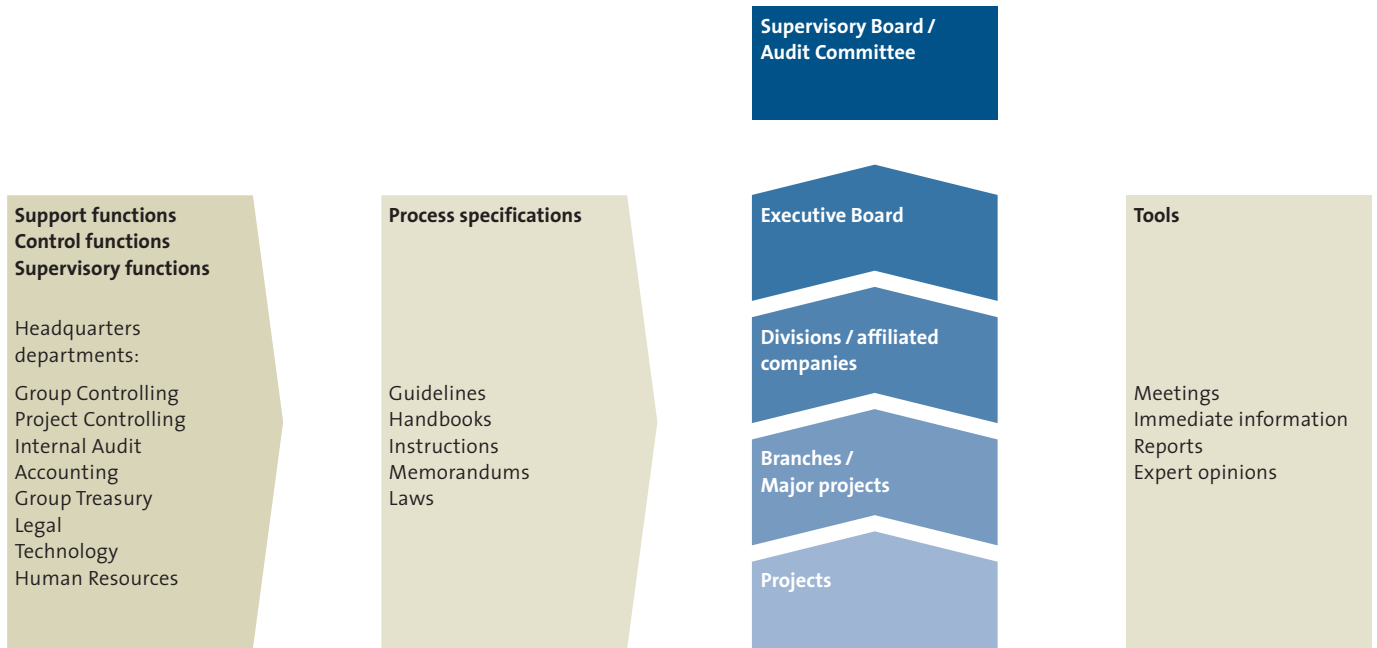 Supervisory Board /
Audit Committee
Support functions
Control functions
Supervisory functions
Headquarters
departments:
Group Controlling
Project Controlling
Internal Audit
Accounting
Group Treasury
Legal
Technology
Human Resources
Process specifications
Guidelines
Handbooks
Instructions
Memorandums
Laws
Executive Board
Divisions / affiliated
companies
Branches /
Major projects
Projects
Tools
Meetings
Immediate information
Reports
Expert opinions